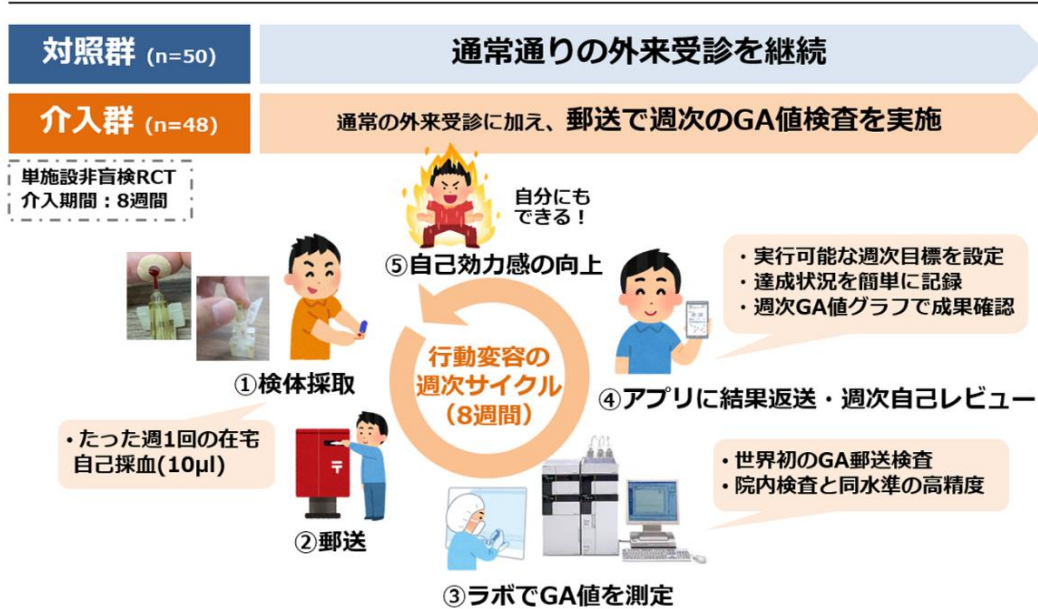 対照群 (n=50)
通常通りの外来受診を継続
介入群 (n=48)
通常の外来受診に加え、郵送で週次のGA値検査を実施
単施設非盲検RCT
介入期間：8週間
自分にも
できる！
⑤自己効力感の向上
・実行可能な週次目標を設定
・達成状況を簡単に記録
・週次GA値グラフで成果確認
行動変容の
週次サイクル
（8週間）
①検体採取
④アプリに結果返送・週次自己レビュー
・たった週1回の在宅
自己採血(10μl)
・世界初のGA郵送検査
・院内検査と同水準の高精度
〒
②郵送
③ラボでGA値を測定